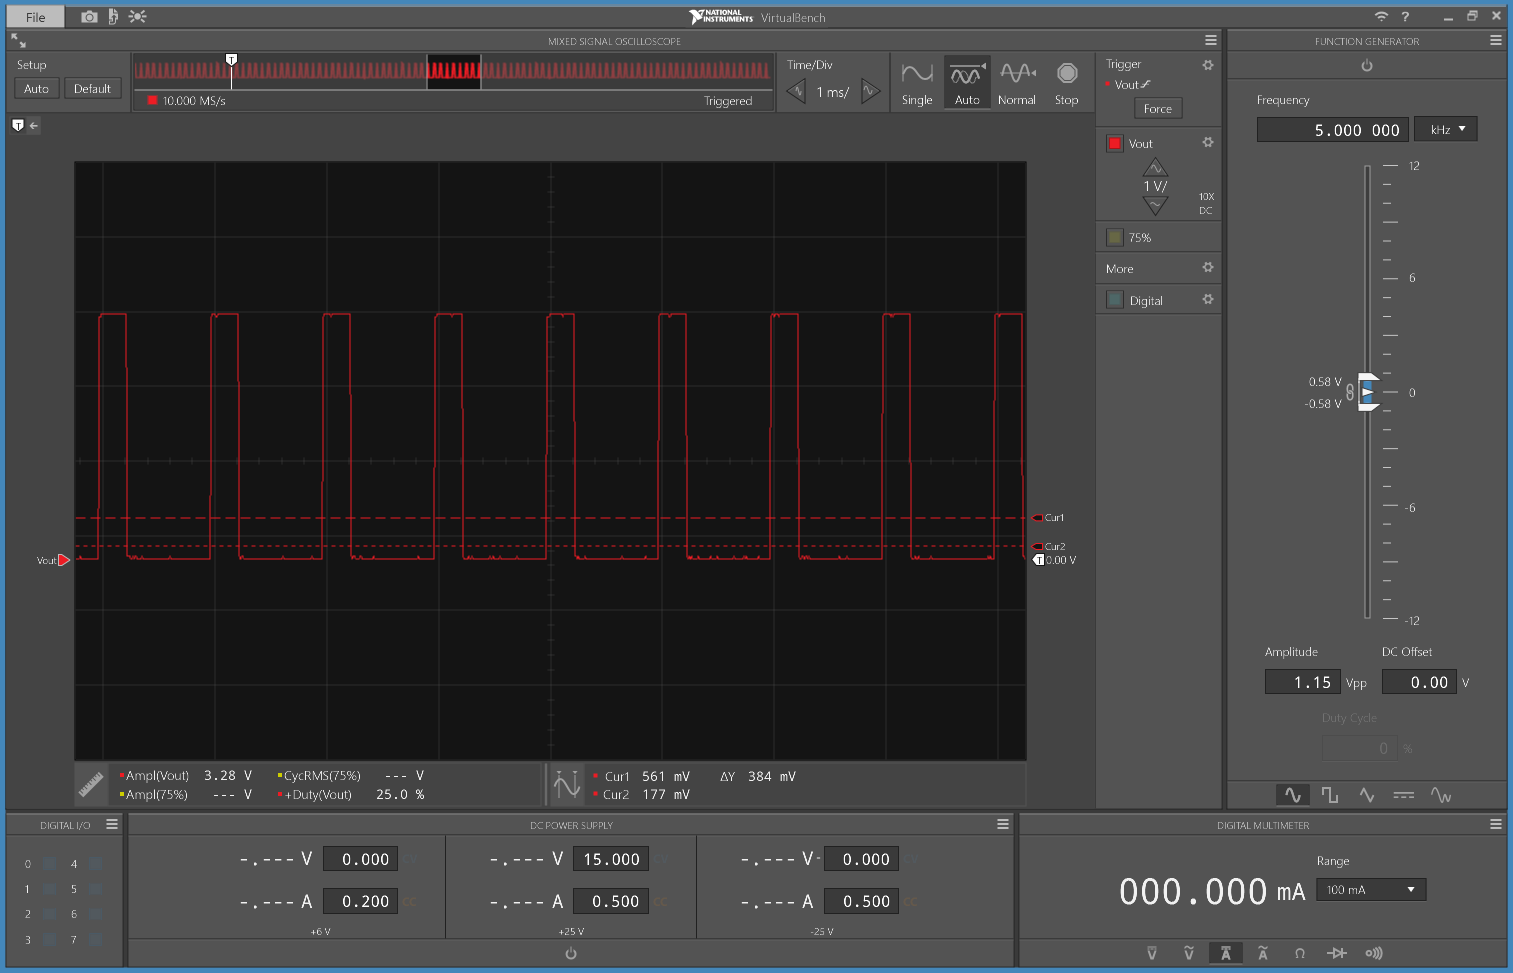 File
NATIONAL INSTRUMENTS VirtualBench
?
MIXED SIGNAL OSCILLOSCOPE
FUNCTION GENERATOR
Setup
Auto Default
T
10.000 MS/s Triggered
Time/Div
1 ms/
Single Auto Normal Stop
Trigger
Vout
Force
T
Vout
1 V/
10X
DC
75%
More
Digital
Cur1
Cur2
Vout
T 0.00 V
Ampl(Vout) 3.28 V CycRMS(75%) --- V
Ampl(75%) --- V +Duty(Vout) 25.0 %
Cur1 561 mV ΔY 384 mV
Cur2 177 mV
Frequency
5.000 000 kHz
12
6
0.58 V
0
-0.58 V
-6
-12
Amplitude DC Offset
1.15 Vpp 0.00 V
Duty Cycle
0 %
DIGITAL I/O
0 4
1 5
2 6
3 7
DC POWER SUPPLY
-.--- V 0.000 CV -.--- V 15.000 CV -.--- V- 0.000 CV
-.--- A 0.200 CC -.--- A 0.500 CC -.--- A 0.500 CC
+6 V +25 V -25 V
DIGITAL MULTIMETER
Range
000.000 mA 100 mA
V V A A Ω